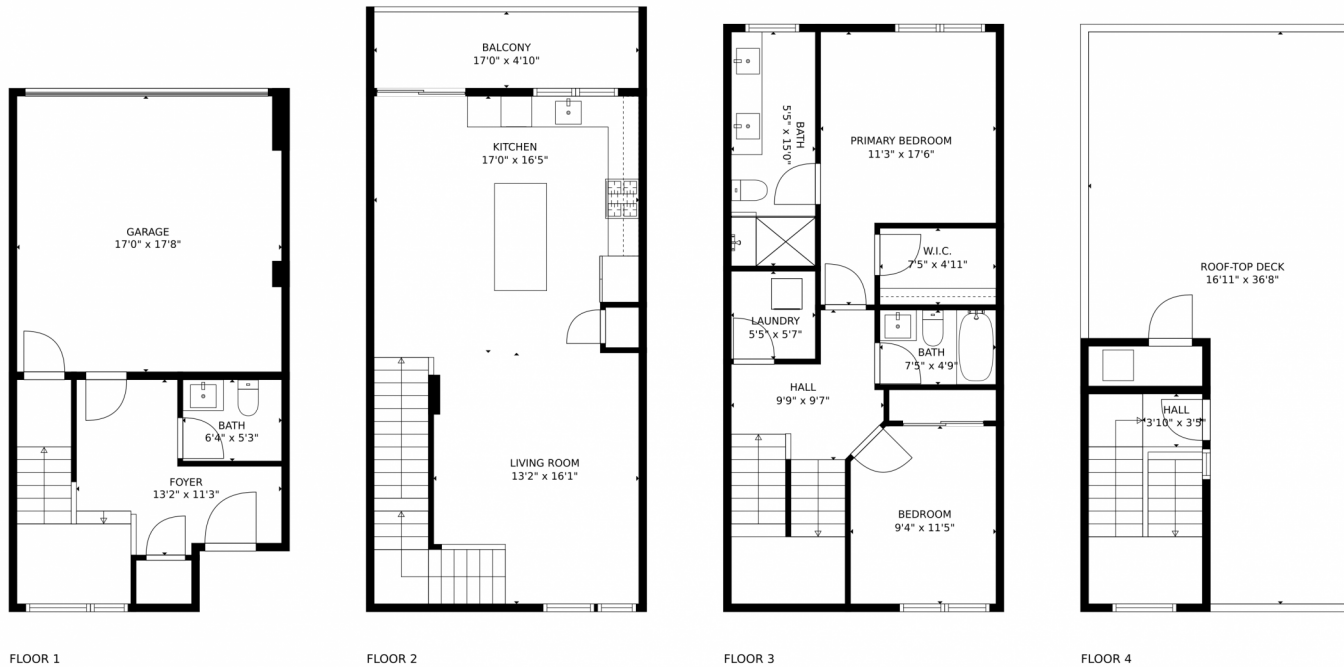 GARAGE
17'0" x 17'8"
BATH
6'4" x 5'3"
FOYER
13'2" x 11'3"
FLOOR 1
BALCONY
17'0" x 4'10"
KITCHEN
17'0" x 16'5"
LIVING ROOM
13'2" x 16'1"
FLOOR 2
BATH
5'5" x 15'0"
PRIMARY BEDROOM
11'3" x 17'6"
W.I.C.
7'5" x 4'11"
LAUNDRY
5'5" x 5'7"
BATH
7'5" x 4'9"
HALL
9'9" x 9'7"
BEDROOM
9'4" x 11'5"
FLOOR 3
ROOF-TOP DECK
16'11" x 36'8"
HALL
3'10" x 3'5"
FLOOR 4